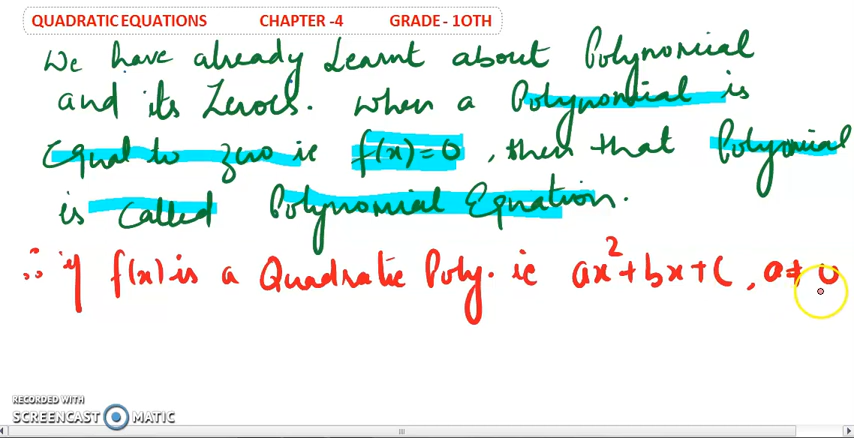 QUADRATIC EQUATIONS CHAPTER -4 GRADE - 1OTH
We have already Learnt about Polynomial
and its Zeroes. When a Polynomial is
Equal to zero ie f(x)=0, then that Polynomial
is called Polynomial Equation.
∴ if f(x) is a Quadratic Poly. ie ax²+bx+c, a≠0
RECORDED WITH
SCREENCAST MATIC